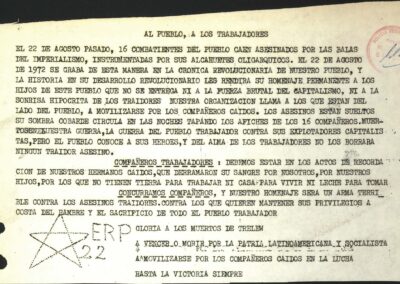 AL PUEBLO, A LOS TRABAJADORES
EL 22 DE AGOSTO PASADO, 16 COMBATIENTES DEL PUEBLO CAEN ASESINADOS POR LAS BALAS
DEL IMPERIALISMO, INSTRUMENTADAS POR SUS ALCAHUETES OLIGARQUICOS. EL 22 DE AGOSTO
DE 1972 SE GRABA DE ESTA MANERA EN LA CRONICA REVOLUCIONARIA DE NUESTRO PUEBLO, Y
LA HISTORIA EN SU DESARROLLO REVOLUCIONARIO LES RENDIRA SU HOMENAJE PERMANENTE A LOS
HIJOS DE ESTE PUEBLO QUE NO SE ENTREGA NI A LA FUERZA BRUTAL DEL CAPITALISMO, NI A LA
SONRISA HIPOCRITA DE LOS TRAIDORES NUESTRA ORGANIZACION LLAMA A LOS QUE ESTAN DEL
LADO DEL PUEBLO, A MOVILIZARSE POR LOS COMPAÑEROS CAIDOS, LOS ASESINOS ESTAN SUELTOS
SU SOMBRA COBARDE CIRCULA EN LAS NOCHES TAPANDO LOS AFICHES DE LOS 16 COMPAÑEROS, MUER-
TOS EN NUESTRA GUERRA, LA GUERRA DEL PUEBLO TRABAJADOR CONTRA SUS EXPLOTADORES CAPITALIS
TAS, PERO EL PUEBLO CONOCE A SUS HEROES, Y DEL AIMA DE LOS TRABAJADOS NO LOS BORRARA
NINGUN TRAIDOR ASESINO.
COMPAÑEROS TRABAJADORES : DEBEMOS ESTAR EN LOS ACTOS DE RECORDA
CION DE NUESTROS HERMANOS CAIDOS, QUE DERRAMARON SU SANGRE POR NOSOTROS, POR NUESTROS
HIJOS, POR LOS QUE NO TIENEN TIERRA PARA TRABAJAR NI CASA-PARA VIVIR NI LECHE PARA TOMAR
CONCURRAMOS COMPAÑEROS, Y NUESTRO HOMENAJE SERA UN ARMA TERRI
BLE CONTRA LOS ASESINOS TRAIDORES. CONTRA LOS QUE QUIEREN MANTENER SUS PRIVILEGIOS A
COSTA DEL HAMBRE Y EL SACRIFICIO DE TODO EL PUEBLO TRABAJADOR
GLORIA A LOS MUERTOS DE TRELEW
ERP
A VENCER O MORIR POR LA PATRIA LATINOAMERICANA Y SOCIALISTA
22
A MOVILIZARSE POR LOS COMPAÑEROS CAIDOS EN LA LUCHA
HASTA LA VICTORIA SIEMPRE